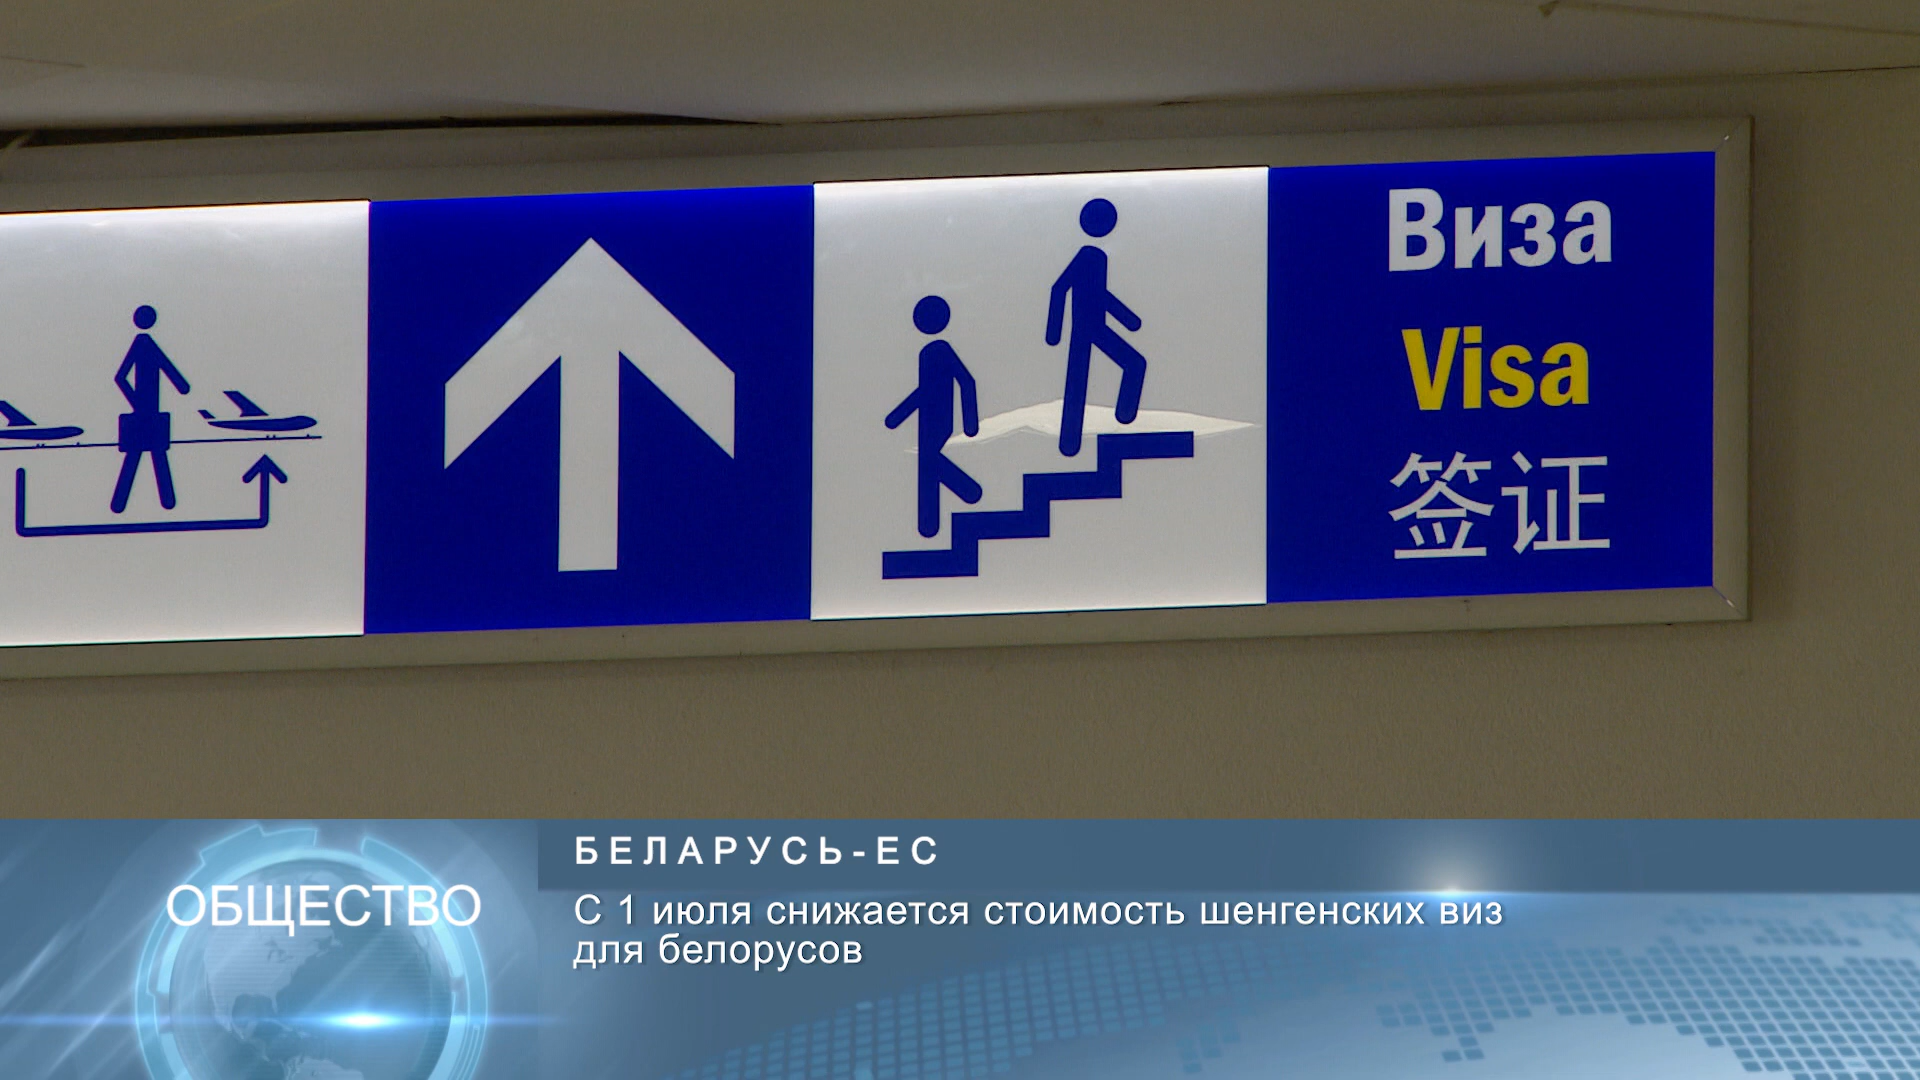 Виза
Visa
签证
ОБЩЕСТВО
БЕЛАРУСЬ-ЕС
С 1 июля снижается стоимость шенгенских виз
для белорусов